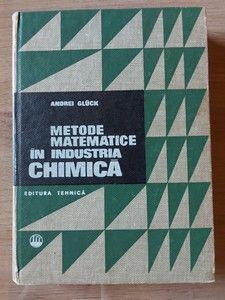 ANDREI GLÜCK
METODE
MATEMATICE
ÎN INDUSTRIA
CHIMICĂ
EDITURA TEHNICĂ